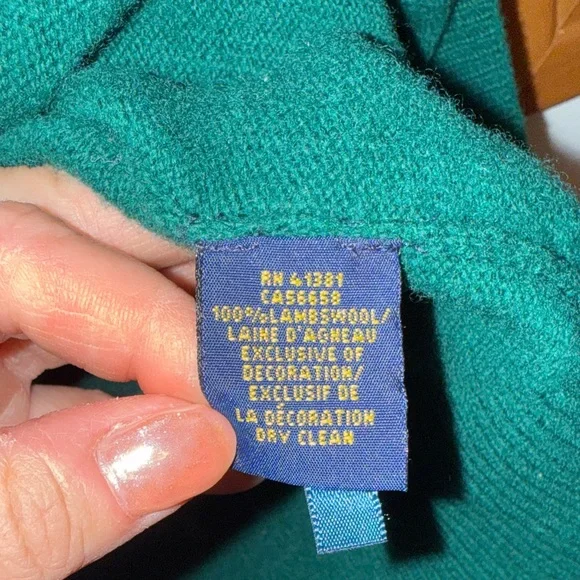 RN 41381
CA56658
100%LAMBSWOOL/
LAINE D'AGNEAU
EXCLUSIVE OF
DECORATION/
EXCLUSIF DE
LA DÉCORATION
DRY CLEAN